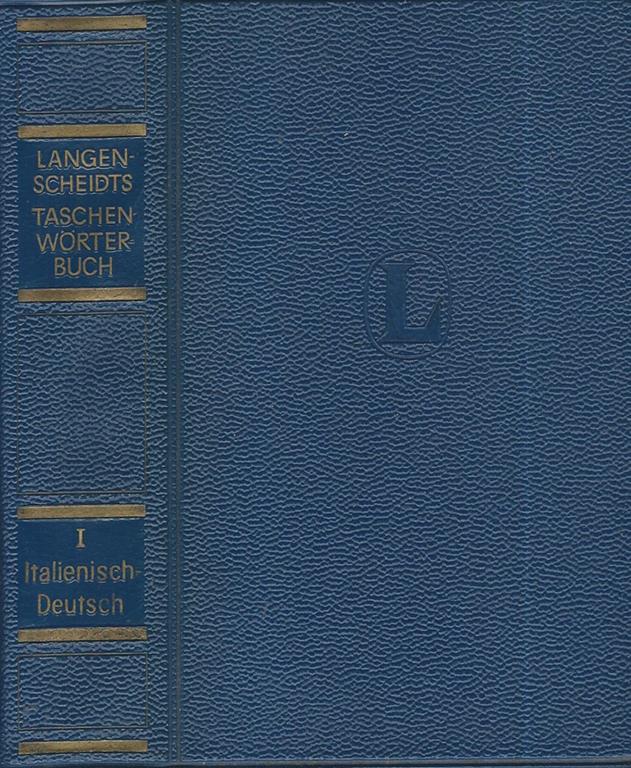 LANGEN-
SCHEIDTS
TASCHEN-
WÖRTER=
BUCH
I
Italienisch-
Deutsch
L